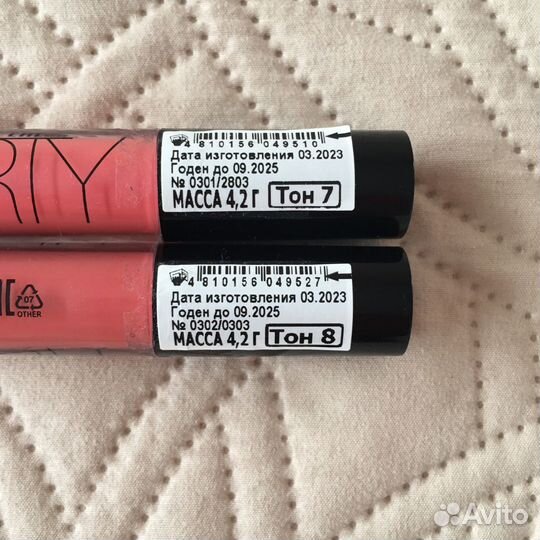 RTY
4 810156 049510
Дата изготовления 03.2023
Годен до 09.2025
№ 0301/2803
МАССА 4,2 Г Тон 7
07
OTHER
4 810156 049527
Дата изготовления 03.2023
Годен до 09.2025
№ 0302/0303
МАССА 4,2 Г Тон 8
Avito